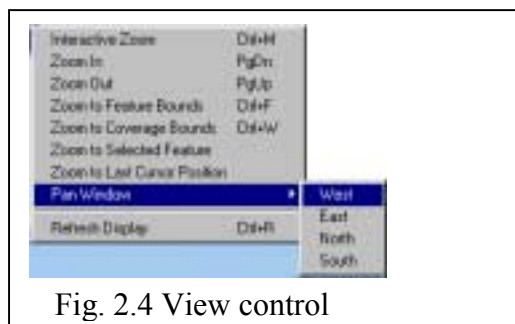 Interactive Zoom Ctrl+M
Zoom In PgDn
Zoom Out PgUp
Zoom to Feature Bounds Ctrl+F
Zoom to Coverage Bounds Ctrl+W
Zoom to Selected Feature
Zoom to Last Cursor Position
Pan Window West
East
Refresh Display Ctrl+R North
South
Fig. 2.4 View control